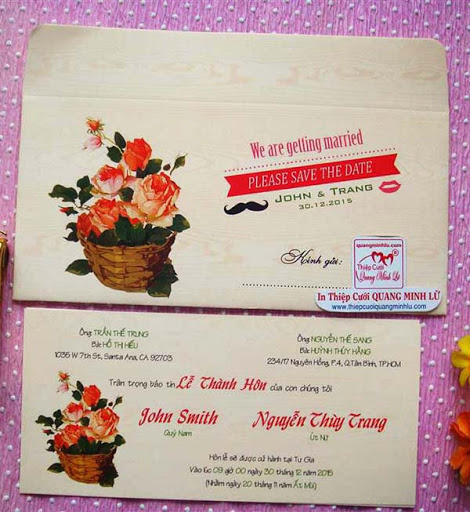 We are getting married
PLEASE SAVE THE DATE
JOHN & TRANG
30.12.2015
Kính gửi:
quangminhlu.com
Thiệp Cưới
Quang Minh Lữ
In Thiệp Cưới QUANG MINH LỮ
www.thiepcuoiquangminhlu.com
Ông: TRẦN THẾ TRUNG
Bà: HỒ THỊ HIẾU
1035 W 7th St, Santa Ana, CA 92703
Ông: NGUYỄN THẾ SANG
Bà: HUỲNH THÚY HẰNG
234/17 Nguyễn Hồng, P.4, Q.Tân Bình, TP.HCM
Trân trọng báo tin Lễ Thành Hôn của con chúng tôi
John Smith
Quý Nam
Nguyễn Thùy Trang
Út Nữ
Hôn lễ sẽ được cử hành tại Tư Gia
Vào lúc 09 giờ 00 ngày 30 tháng 12 năm 2015
(Nhằm ngày 20 tháng 11 năm Ất Mùi)